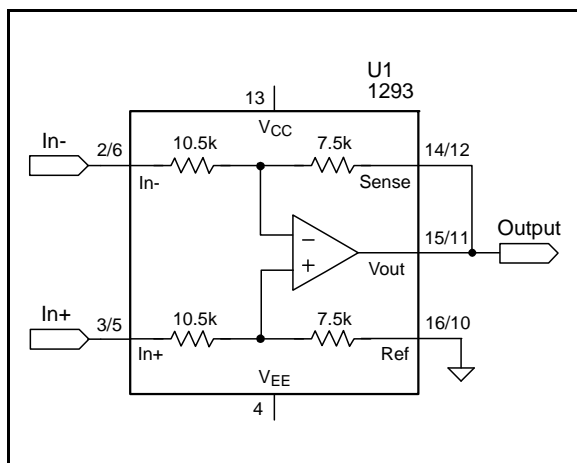 U1
1293
13
VCC
In-
2/6
10.5k
7.5k
14/12
In-
Sense
Output
−
15/11
+
Vout
In+
3/5
10.5k
7.5k
16/10
In+
Ref
VEE
4